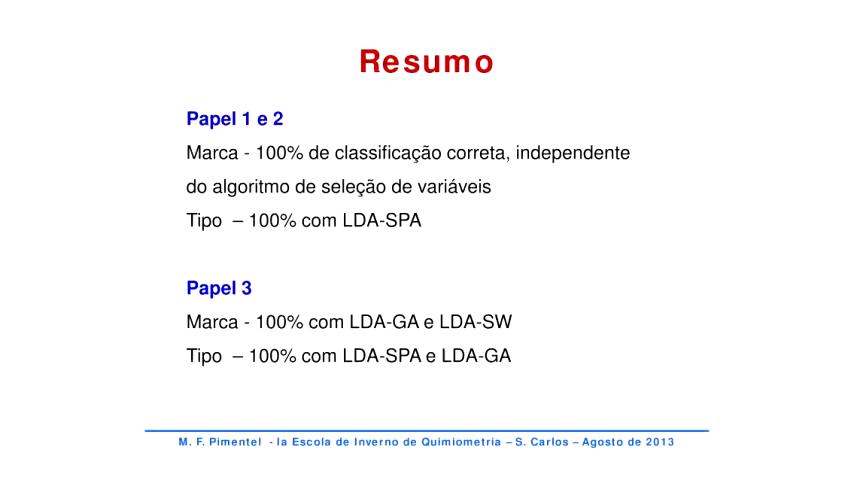 Resumo
Papel 1 e 2
Marca - 100% de classificação correta, independente
do algoritmo de seleção de variáveis
Tipo – 100% com LDA-SPA
Papel 3
Marca - 100% com LDA-GA e LDA-SW
Tipo – 100% com LDA-SPA e LDA-GA
M. F. Pimentel - Ia Escola de Inverno de Quimiometria – S. Carlos – Agosto de 2013